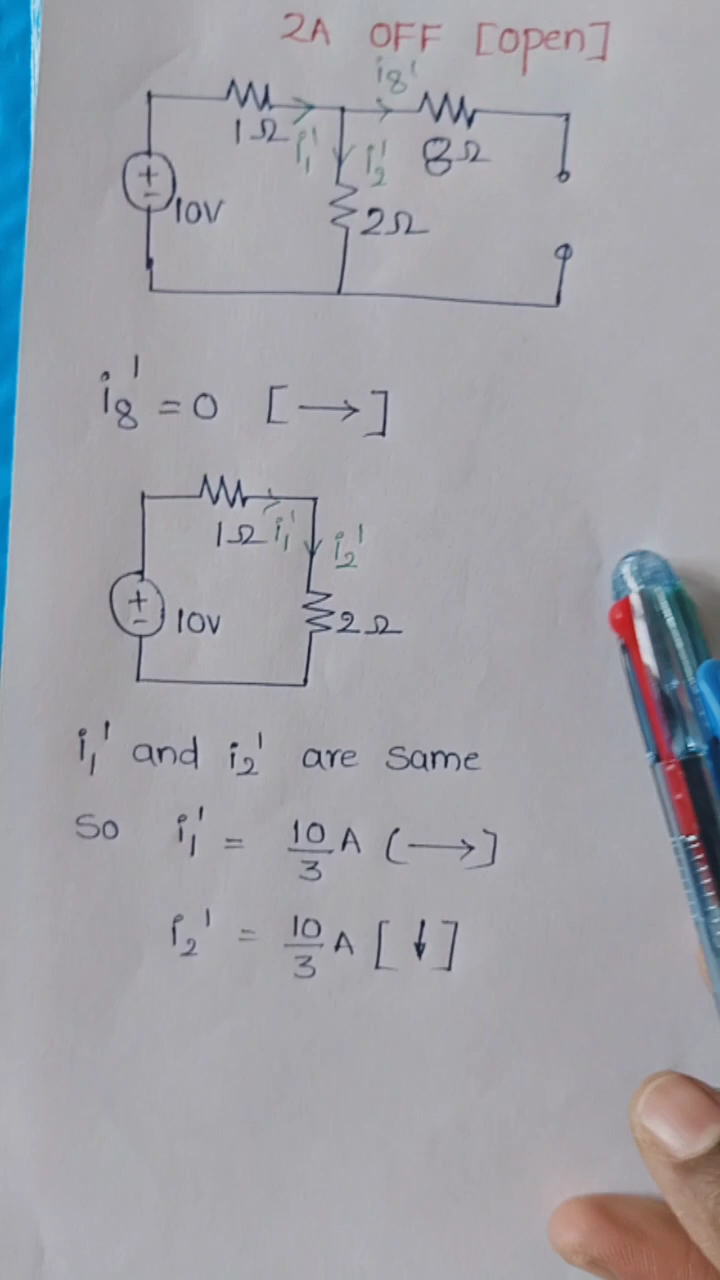 2A OFF [open]
i8'
1Ω i1' i2' 8Ω
+
-
10V 2Ω
i8' = 0 [→]
1Ω i1' i2'
+
-
10V 2Ω
i1' and i2' are same
So i1' = 10/3 A (→]
i2' = 10/3 A [↓]